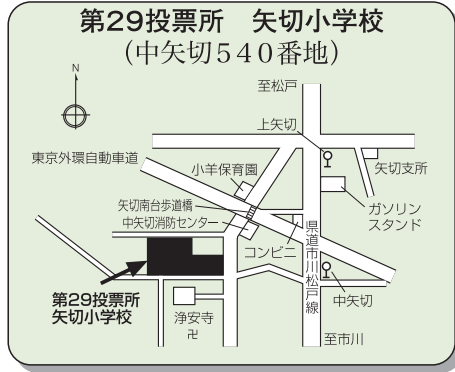 第29投票所　矢切小学校
(中矢切540番地)
N
至松戸
上矢切
東京外環自動車道
小羊保育園
矢切支所
矢切南台歩道橋
中矢切消防センター
ガソリン
スタンド
コンビニ
県道市川松戸線
第29投票所
矢切小学校
浄安寺
卍
中矢切
至市川